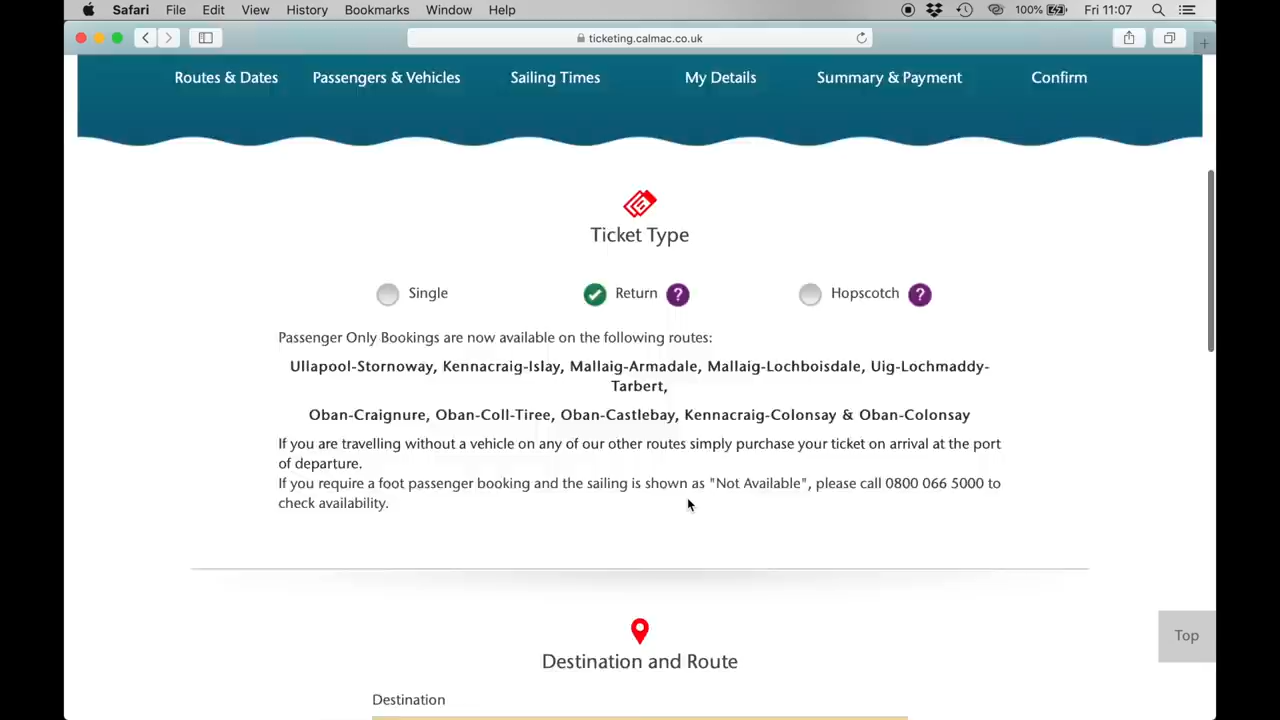 Safari File Edit View History Bookmarks Window Help 100% Fri 11:07
ticketing.calmac.co.uk
Routes & Dates Passengers & Vehicles Sailing Times My Details Summary & Payment Confirm
Ticket Type
Single Return ? Hopscotch ?
Passenger Only Bookings are now available on the following routes:
Ullapool-Stornoway, Kennacraig-Islay, Mallaig-Armadale, Mallaig-Lochboisdale, Uig-Lochmaddy-
Tarbert,
Oban-Craignure, Oban-Coll-Tiree, Oban-Castlebay, Kennacraig-Colonsay & Oban-Colonsay
If you are travelling without a vehicle on any of our other routes simply purchase your ticket on arrival at the port
of departure.
If you require a foot passenger booking and the sailing is shown as "Not Available", please call 0800 066 5000 to
check availability.
Top
Destination and Route
Destination